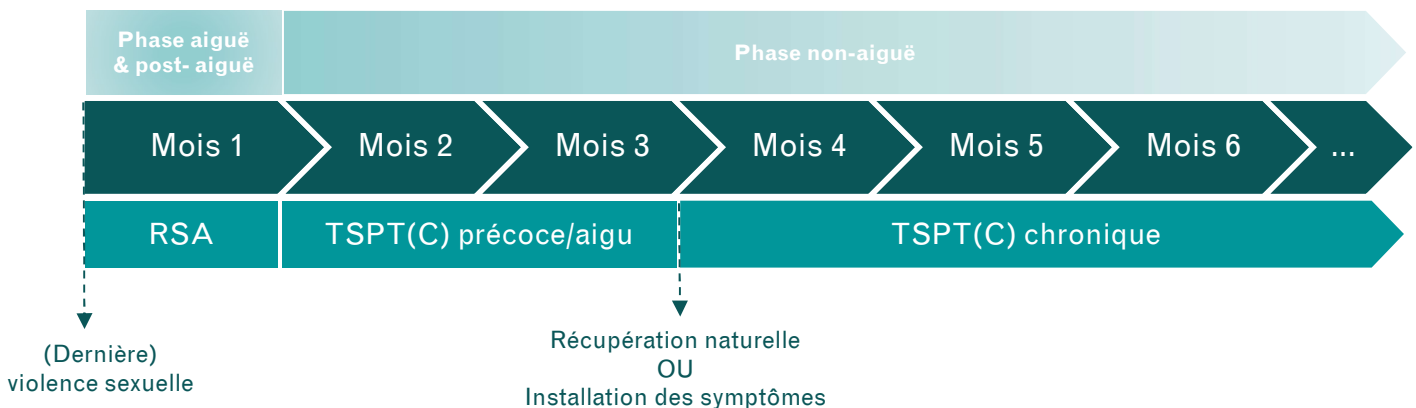 Phase aiguë
& post- aiguë
Phase non-aiguë
Mois 1
Mois 2
Mois 3
Mois 4
Mois 5
Mois 6
...
RSA
TSPT(C) précoce/aigu
TSPT(C) chronique
(Dernière)
violence sexuelle
Récupération naturelle
OU
Installation des symptômes